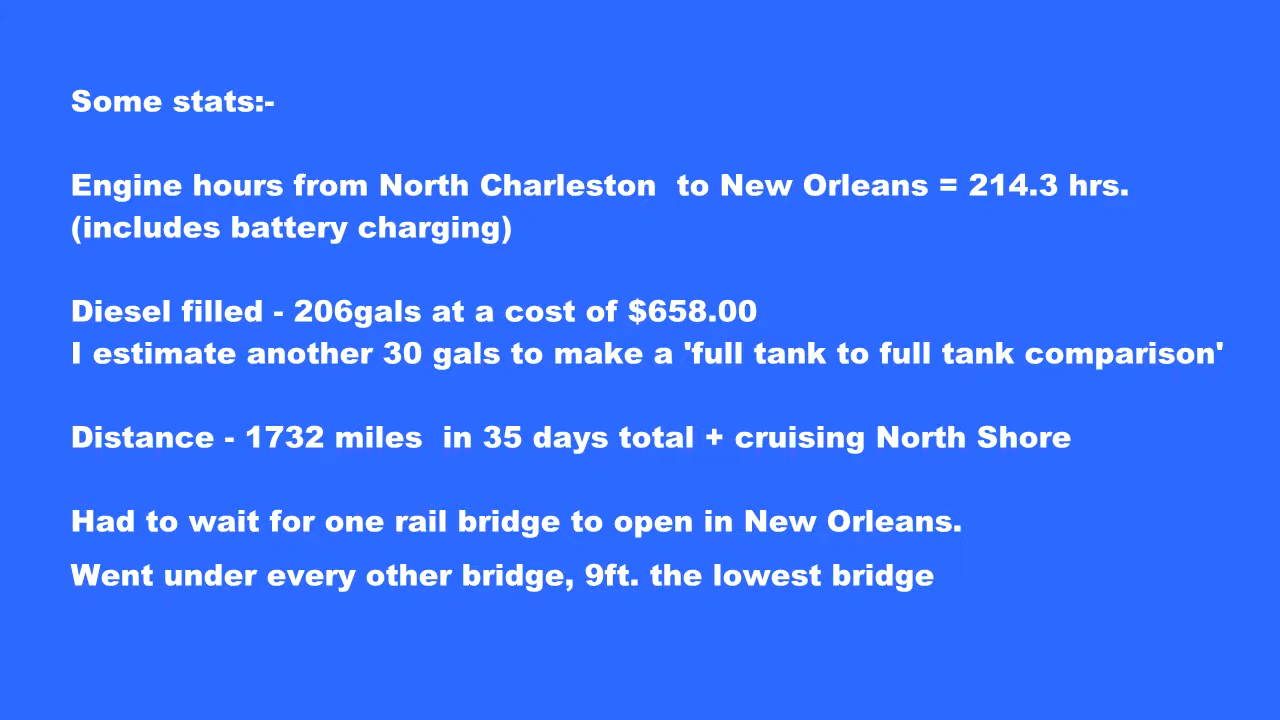 Some stats:-
Engine hours from North Charleston  to New Orleans = 214.3 hrs.
(includes battery charging)
Diesel filled - 206gals at a cost of $658.00
I estimate another 30 gals to make a 'full tank to full tank comparison'
Distance - 1732 miles  in 35 days total + cruising North Shore
Had to wait for one rail bridge to open in New Orleans.
Went under every other bridge, 9ft. the lowest bridge